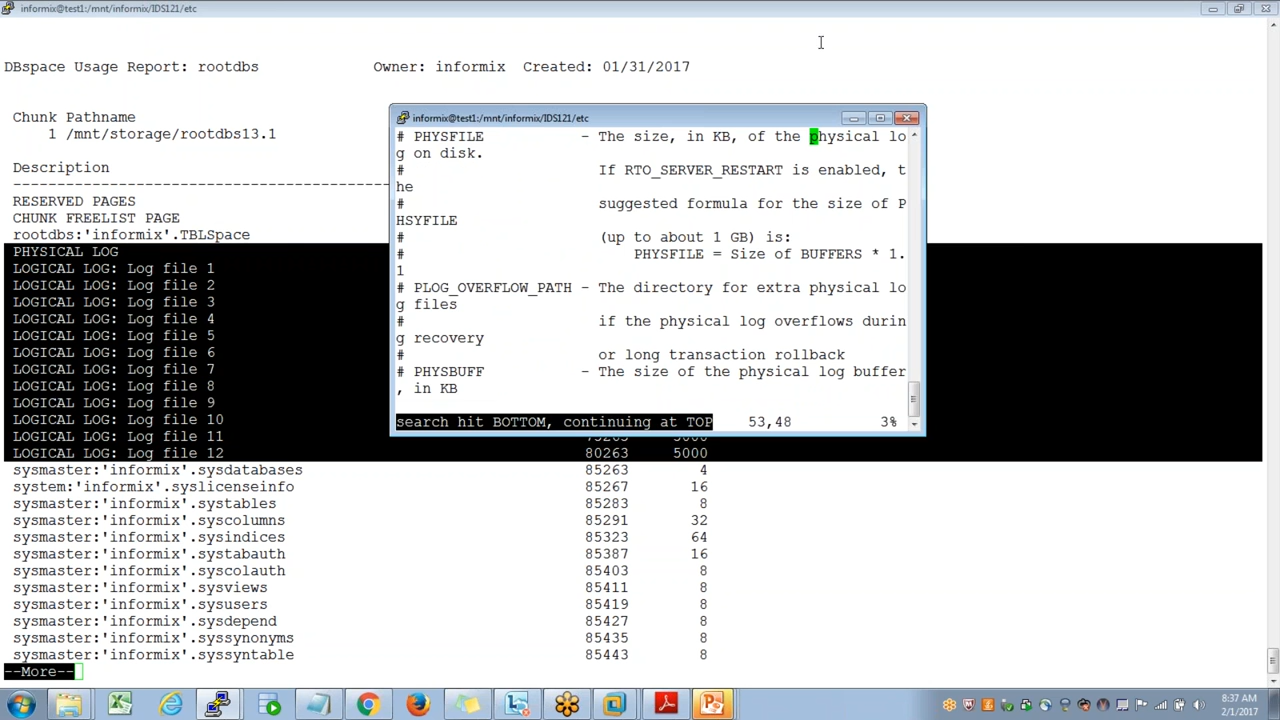 informix@test1:/mnt/informix/IDS121/etc
DBspace Usage Report: rootdbs Owner: informix Created: 01/31/2017
Chunk Pathname
1 /mnt/storage/rootdbs13.1
Description
RESERVED PAGES
CHUNK FREELIST PAGE
rootdbs:'informix'.TBLSpace
PHYSICAL LOG
LOGICAL LOG: Log file 1
LOGICAL LOG: Log file 2
LOGICAL LOG: Log file 3
LOGICAL LOG: Log file 4
LOGICAL LOG: Log file 5
LOGICAL LOG: Log file 6
LOGICAL LOG: Log file 7
LOGICAL LOG: Log file 8
LOGICAL LOG: Log file 9
LOGICAL LOG: Log file 10
LOGICAL LOG: Log file 11 75263 5000
LOGICAL LOG: Log file 12 80263 5000
sysmaster:'informix'.sysdatabases 85263 4
system:'informix'.syslicenseinfo 85267 16
sysmaster:'informix'.systables 85283 8
sysmaster:'informix'.syscolumns 85291 32
sysmaster:'informix'.sysindices 85323 64
sysmaster:'informix'.systabauth 85387 16
sysmaster:'informix'.syscolauth 85403 8
sysmaster:'informix'.sysviews 85411 8
sysmaster:'informix'.sysusers 85419 8
sysmaster:'informix'.sysdepend 85427 8
sysmaster:'informix'.syssynonyms 85435 8
sysmaster:'informix'.syssyntable 85443 8
--More--
informix@test1:/mnt/informix/IDS121/etc
# PHYSFILE - The size, in KB, of the physical lo
g on disk.
# If RTO_SERVER_RESTART is enabled, t
he
# suggested formula for the size of P
HSYFILE
# (up to about 1 GB) is:
# PHYSFILE = Size of BUFFERS * 1.
1
# PLOG_OVERFLOW_PATH - The directory for extra physical lo
g files
# if the physical log overflows durin
g recovery
# or long transaction rollback
# PHYSBUFF - The size of the physical log buffer
, in KB
search hit BOTTOM, continuing at TOP 53,48 3%
8:37 AM
2/1/2017